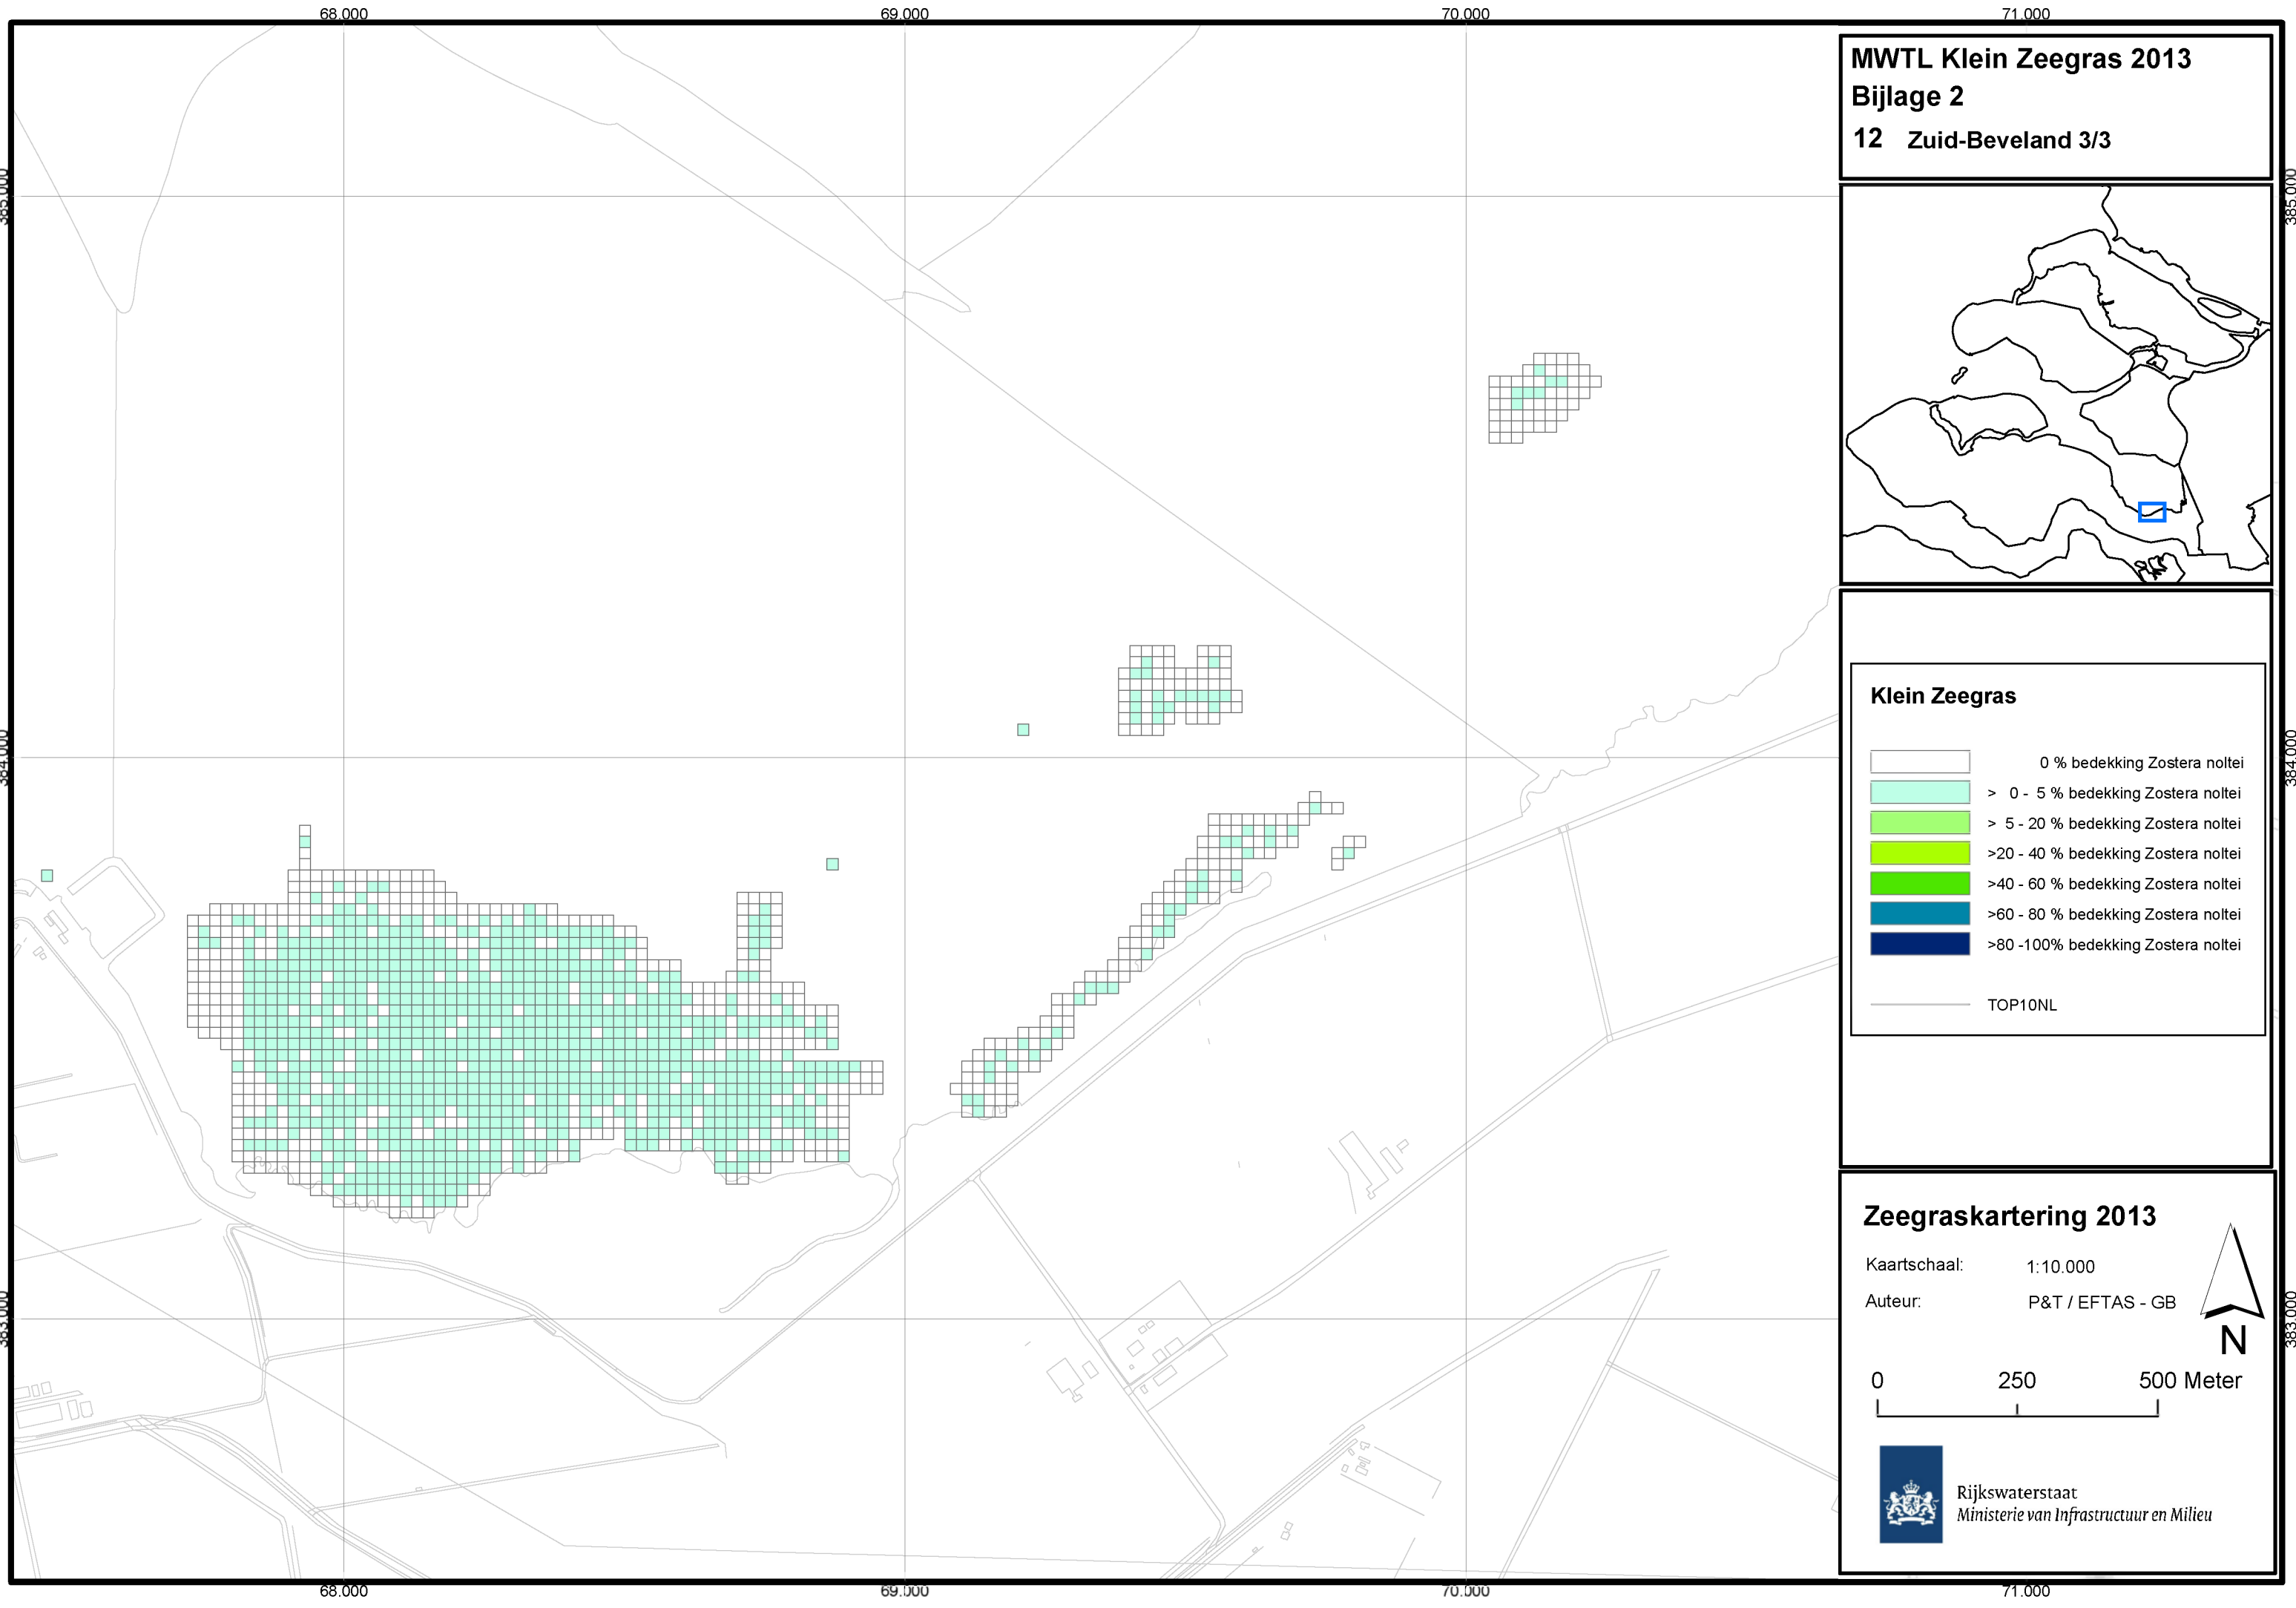 68.000 69.000 70.000 71.000
MWTL Klein Zeegras 2013
Bijlage 2
12 Zuid-Beveland 3/3
385.000 385.000
Klein Zeegras
0 % bedekking Zostera noltei
> 0 - 5 % bedekking Zostera noltei
> 5 - 20 % bedekking Zostera noltei
>20 - 40 % bedekking Zostera noltei
>40 - 60 % bedekking Zostera noltei
>60 - 80 % bedekking Zostera noltei
>80 -100% bedekking Zostera noltei
TOP10NL
384.000 384.000
Zeegraskartering 2013
Kaartschaal: 1:10.000
Auteur: P&T / EFTAS - GB
N
383.000 383.000
0 250 500 Meter
Rijkswaterstaat
Ministerie van Infrastructuur en Milieu
68.000 69.000 70.000 71.000